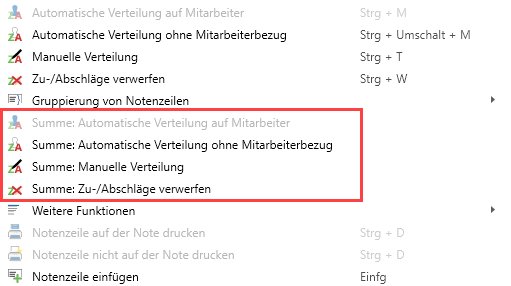 Automatische Verteilung auf Mitarbeiter Strg + M
Automatische Verteilung ohne Mitarbeiterbezug Strg + Umschalt + M
Manuelle Verteilung Strg + T
Zu-/Abschläge verwerfen Strg + W
Gruppierung von Notenzeilen
Summe: Automatische Verteilung auf Mitarbeiter
Summe: Automatische Verteilung ohne Mitarbeiterbezug
Summe: Manuelle Verteilung
Summe: Zu-/Abschläge verwerfen
Weitere Funktionen
Notenzeile auf der Note drucken Strg + D
Notenzeile nicht auf der Note drucken Strg + D
Notenzeile einfügen Einfg